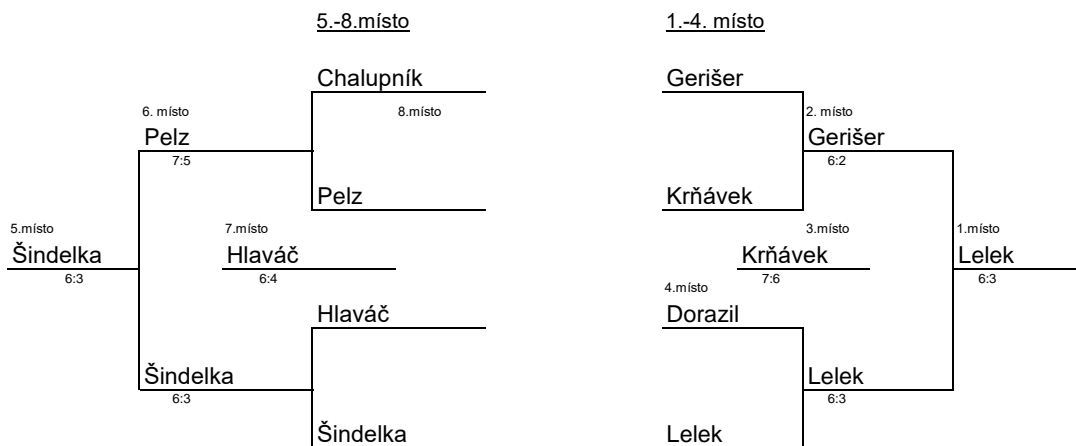 5.-8.místo
1.-4. místo
Chalupník
Gerišer
6. místo
8.místo
2. místo
Pelz
Gerišer
7:5
6:2
Pelz
Krňávek
5.místo
7.místo
3.místo
1.místo
Šindelka
Hlaváč
Krňávek
Lelek
6:3
6:4
7:6
6:3
4.místo
Hlaváč
Dorazil
Šindelka
Lelek
6:3
6:3
Šindelka
Lelek